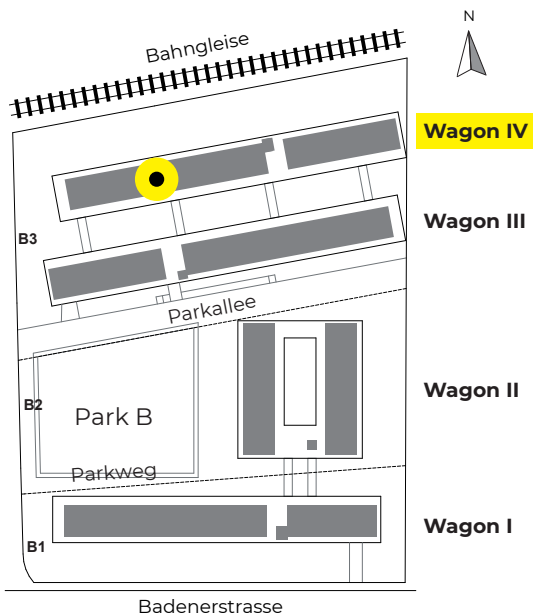 N
Bahngleise
Wagon IV
Wagon III
B3
Parkallee
Wagon II
B2
Park B
Parkweg
Wagon I
B1
Badenerstrasse